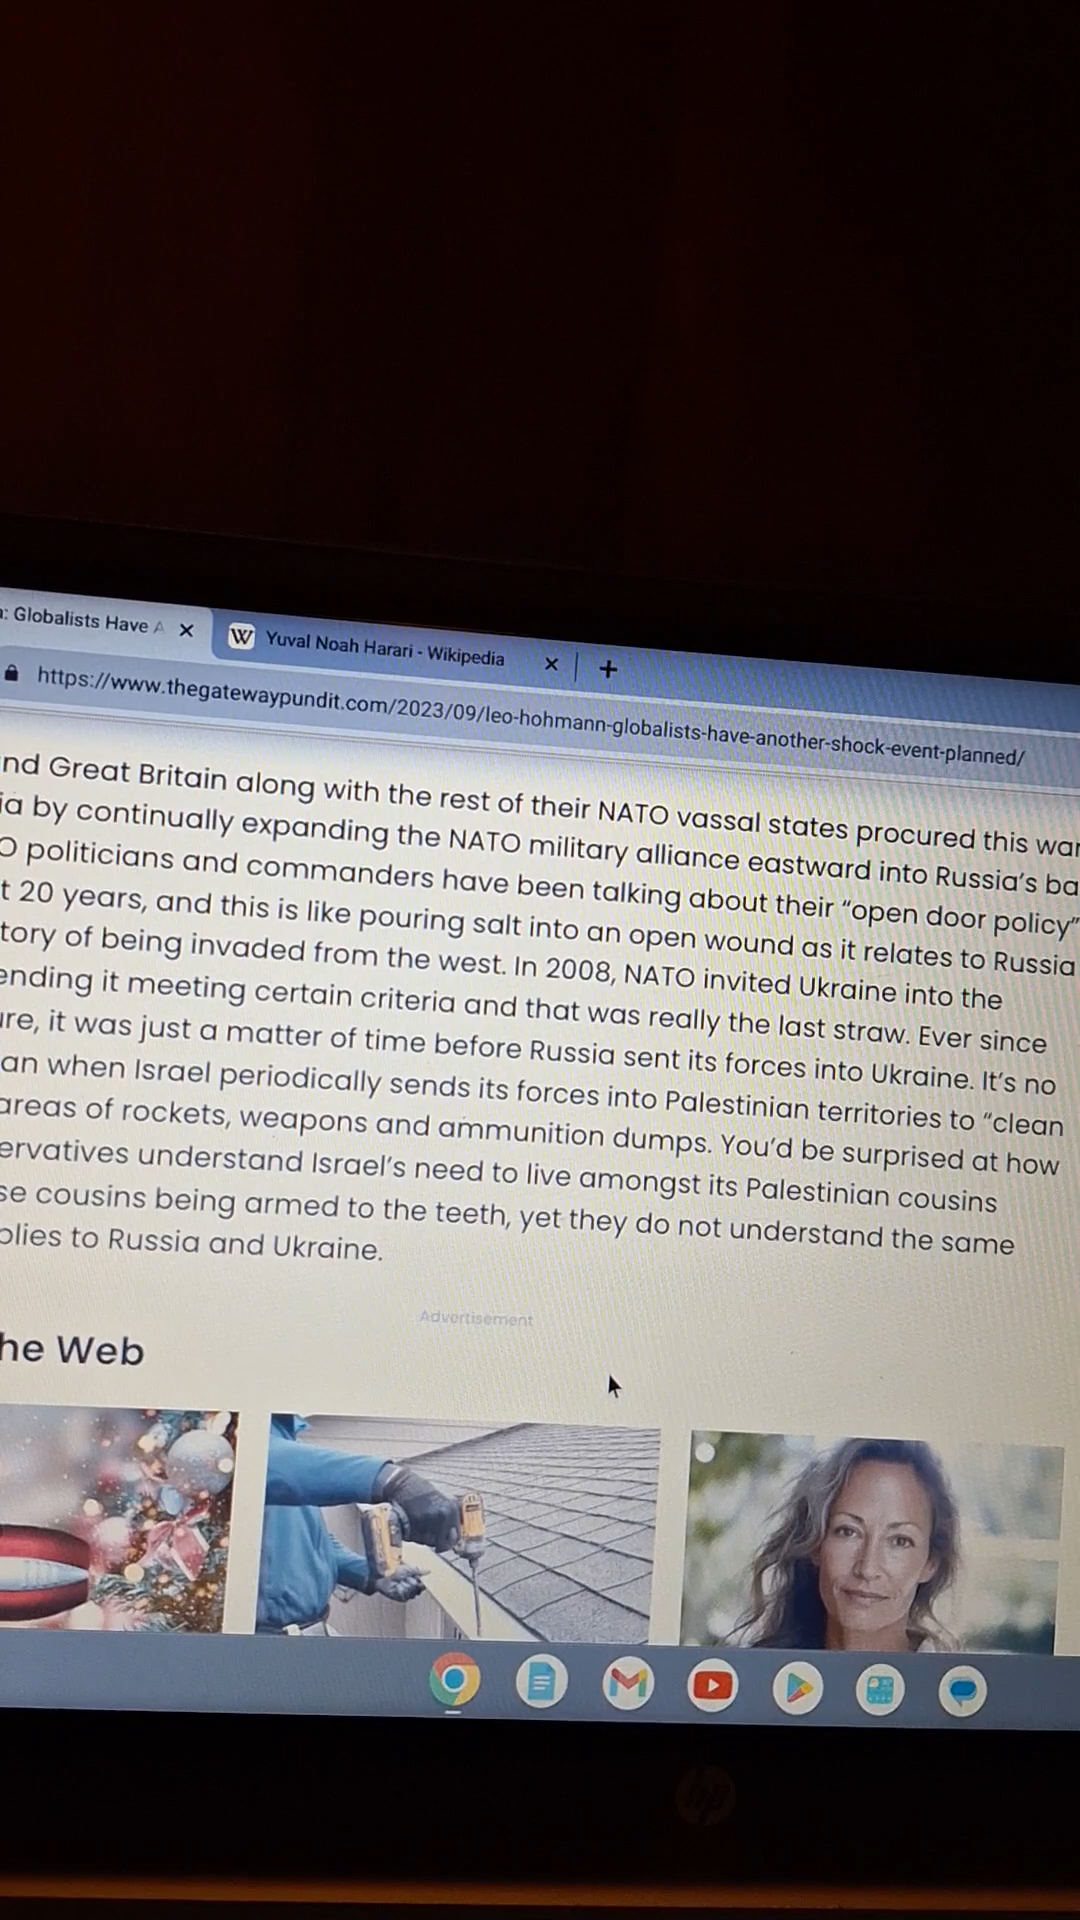 : Globalists Have A
W Yuval Noah Harari - Wikipedia
https://www.thegatewaypundit.com/2023/09/leo-hohmann-globalists-have-another-shock-event-planned/
nd Great Britain along with the rest of their NATO vassal states procured this war
ia by continually expanding the NATO military alliance eastward into Russia's ba
O politicians and commanders have been talking about their “open door policy”
t 20 years, and this is like pouring salt into an open wound as it relates to Russia
tory of being invaded from the west. In 2008, NATO invited Ukraine into the
ending it meeting certain criteria and that was really the last straw. Ever since
ure, it was just a matter of time before Russia sent its forces into Ukraine. It's no
an when Israel periodically sends its forces into Palestinian territories to “clean
areas of rockets, weapons and ammunition dumps. You'd be surprised at how
ervatives understand Israel's need to live amongst its Palestinian cousins
se cousins being armed to the teeth, yet they do not understand the same
plies to Russia and Ukraine.
Advertisement
he Web
hp